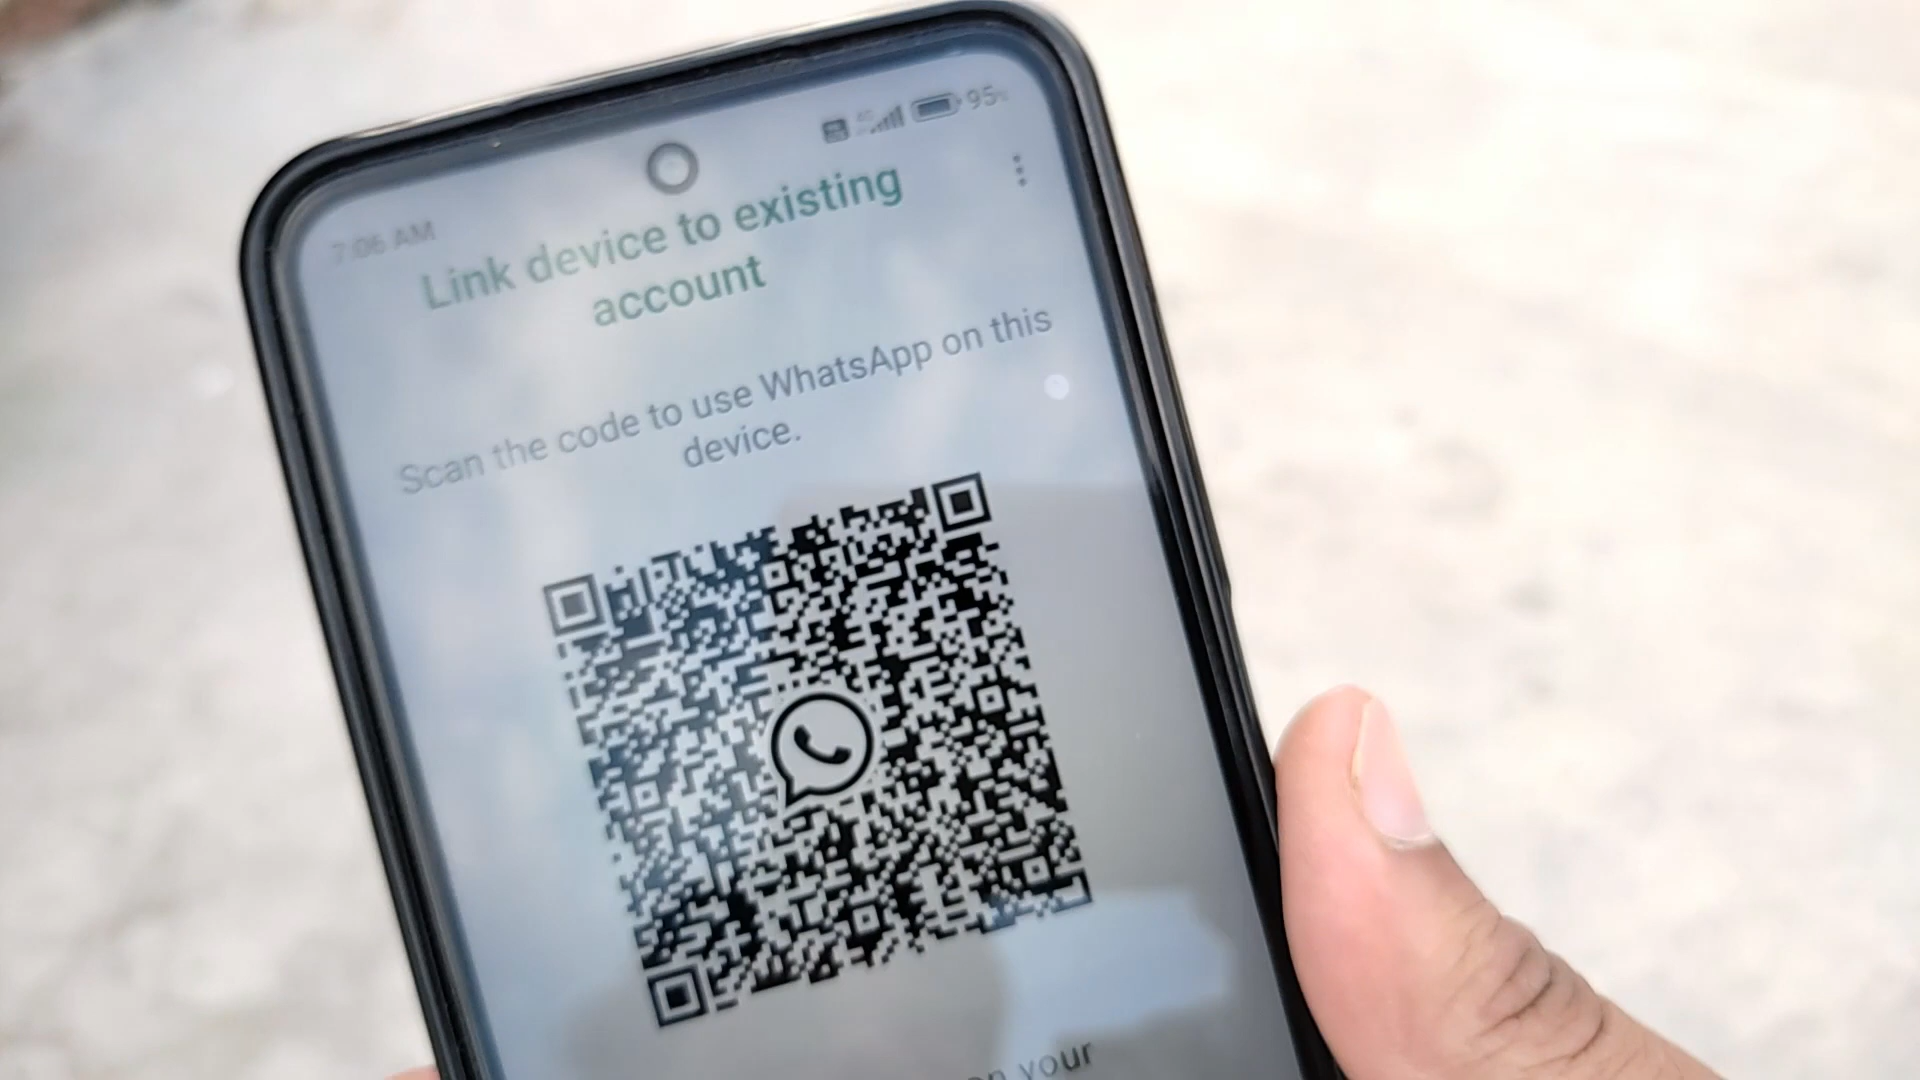 7:06 AM 95%
Link device to existing
account
Scan the code to use WhatsApp on this
device.
on your